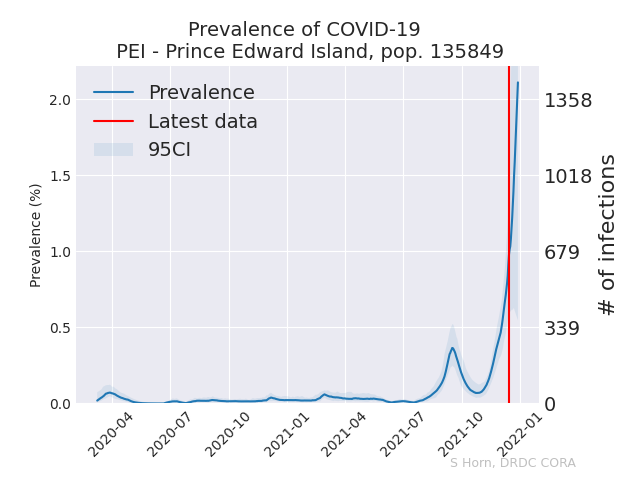 Prevalence of COVID-19
PEI - Prince Edward Island, pop. 135849
Prevalence
Latest data
95CI
Prevalence (%)
2.0
1.5
1.0
0.5
0.0
1358
1018
679
339
0
# of infections
2020-04
2020-07
2020-10
2021-01
2021-04
2021-07
2021-10
2022-01
S Horn, DRDC CORA